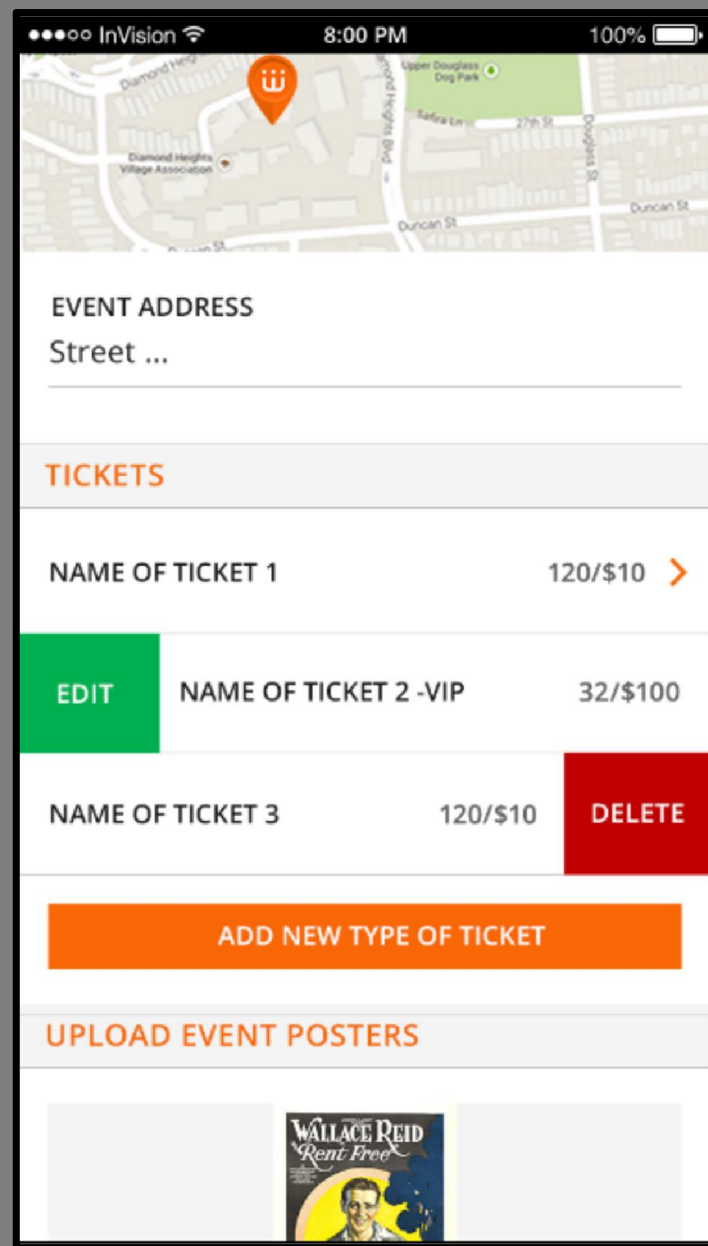 ●●●○○ InVision 8:00 PM 100%
Diamond Heig
Upper Douglass
Dog Park
mond Heights Blvd
27th St
Douglass St
Diamond Heights
Village Association
Duncan St
Duncan St
EVENT ADDRESS
Street ...
TICKETS
NAME OF TICKET 1 120/$10
EDIT NAME OF TICKET 2 -VIP 32/$100
NAME OF TICKET 3 120/$10 DELETE
ADD NEW TYPE OF TICKET
UPLOAD EVENT POSTERS
WALLACE REID
"Rent Free"